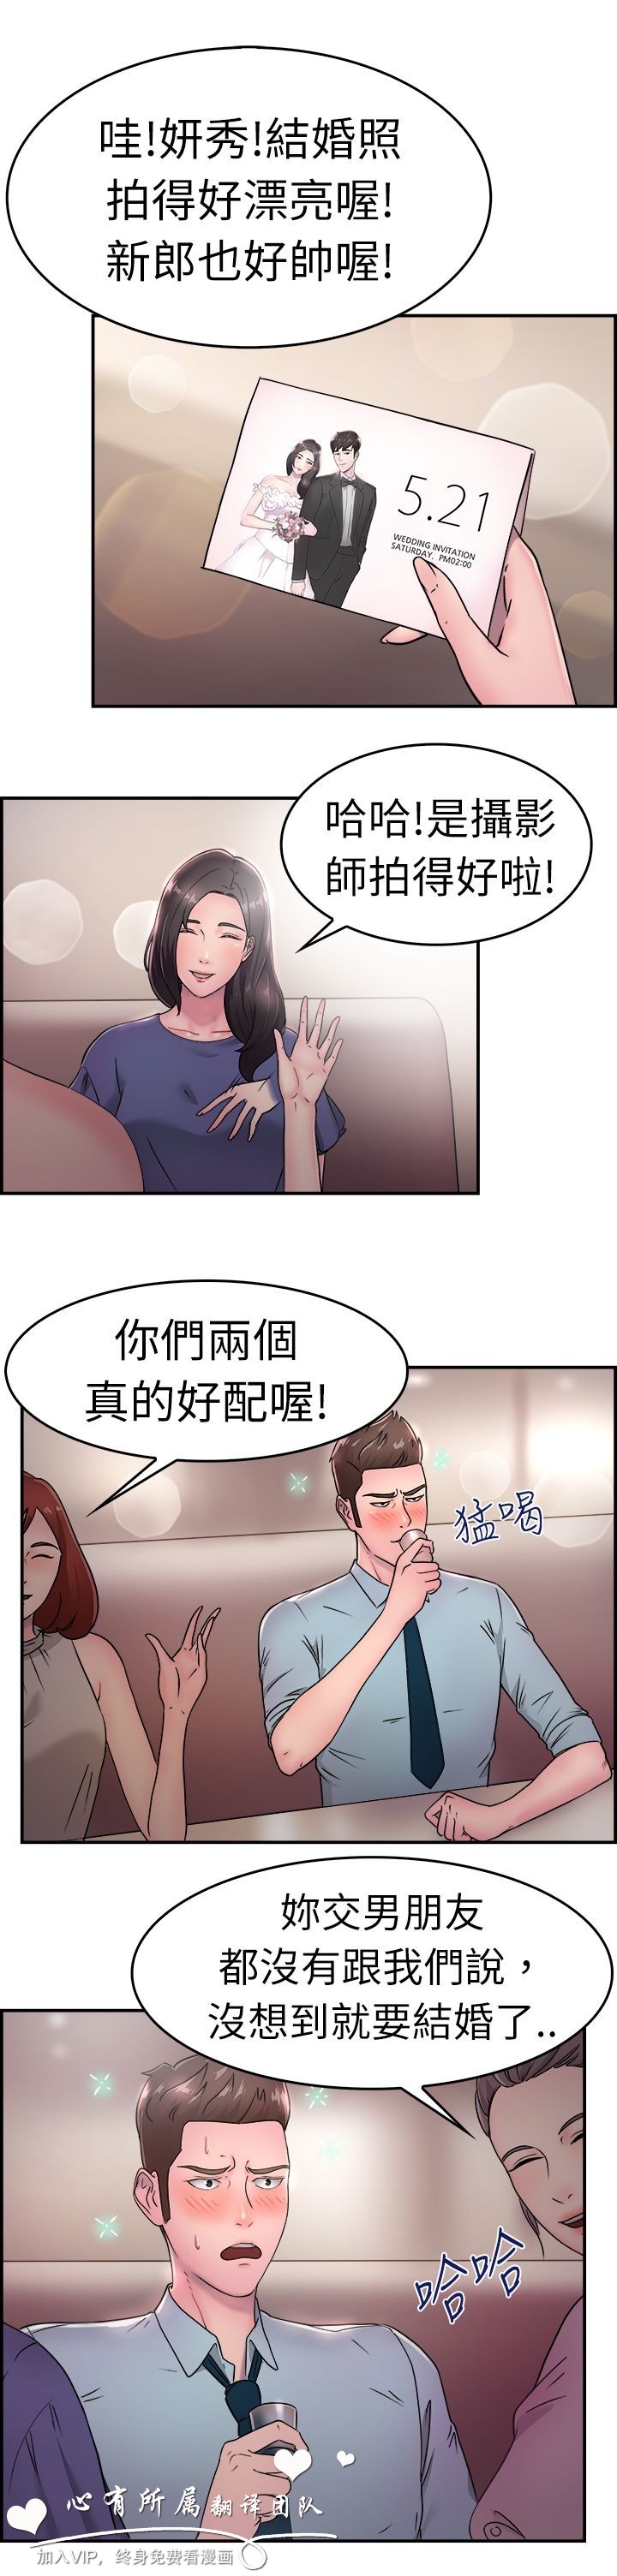 哇!妍秀!結婚照
拍得好漂亮喔!
新郎也好帥喔!
5.21
WEDDING INVITATION
SATURDAY. PM02:00
哈哈!是攝影
師拍得好啦!
你們兩個
真的好配喔!
猛喝
妳交男朋友
都沒有跟我們說，
沒想到就要結婚了..
哈哈
心有所属翻译团队
加入VIP，终身免费看漫画